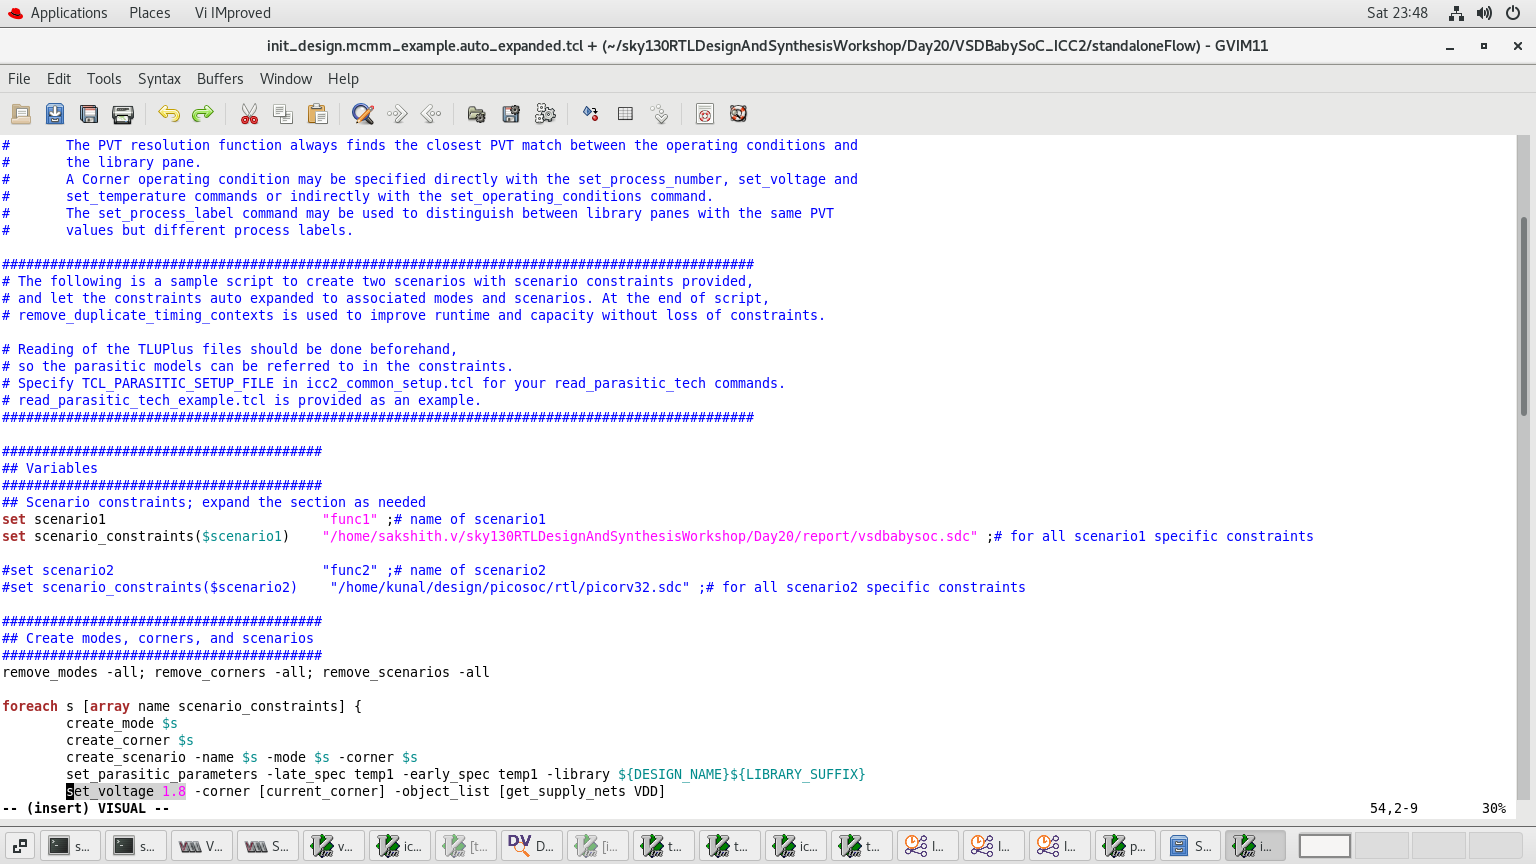 Applications Places Vi IMproved Sat 23:48
init_design.mcmm_example.auto_expanded.tcl + (~/sky130RTLDesignAndSynthesisWorkshop/Day20/VSDBabySoC_ICC2/standaloneFlow) - GVIM11
File Edit Tools Syntax Buffers Window Help
# The PVT resolution function always finds the closest PVT match between the operating conditions and
# the library pane.
# A Corner operating condition may be specified directly with the set_process_number, set_voltage and
# set_temperature commands or indirectly with the set_operating_conditions command.
# The set_process_label command may be used to distinguish between library panes with the same PVT
# values but different process labels.
##############################################################################################
# The following is a sample script to create two scenarios with scenario constraints provided,
# and let the constraints auto expanded to associated modes and scenarios. At the end of script,
# remove_duplicate_timing_contexts is used to improve runtime and capacity without loss of constraints.
# Reading of the TLUPlus files should be done beforehand,
# so the parasitic models can be referred to in the constraints.
# Specify TCL_PARASITIC_SETUP_FILE in icc2_common_setup.tcl for your read_parasitic_tech commands.
# read_parasitic_tech_example.tcl is provided as an example.
##############################################################################################
########################################
## Variables
########################################
## Scenario constraints; expand the section as needed
set scenario1 "func1" ;# name of scenario1
set scenario_constraints($scenario1) "/home/sakshith.v/sky130RTLDesignAndSynthesisWorkshop/Day20/report/vsdbabysoc.sdc" ;# for all scenario1 specific constraints
#set scenario2 "func2" ;# name of scenario2
#set scenario_constraints($scenario2) "/home/kunal/design/picosoc/rtl/picorv32.sdc" ;# for all scenario2 specific constraints
########################################
## Create modes, corners, and scenarios
########################################
remove_modes -all; remove_corners -all; remove_scenarios -all
foreach s [array name scenario_constraints] {
create_mode $s
create_corner $s
create_scenario -name $s -mode $s -corner $s
set_parasitic_parameters -late_spec temp1 -early_spec temp1 -library ${DESIGN_NAME}${LIBRARY_SUFFIX}
set_voltage 1.8 -corner [current_corner] -object_list [get_supply_nets VDD]
-- (insert) VISUAL -- 54,2-9 30%
s... s... V... S... v... ic... [t... D... [i... t... t... ic... t... l... l... l... p... S... i...